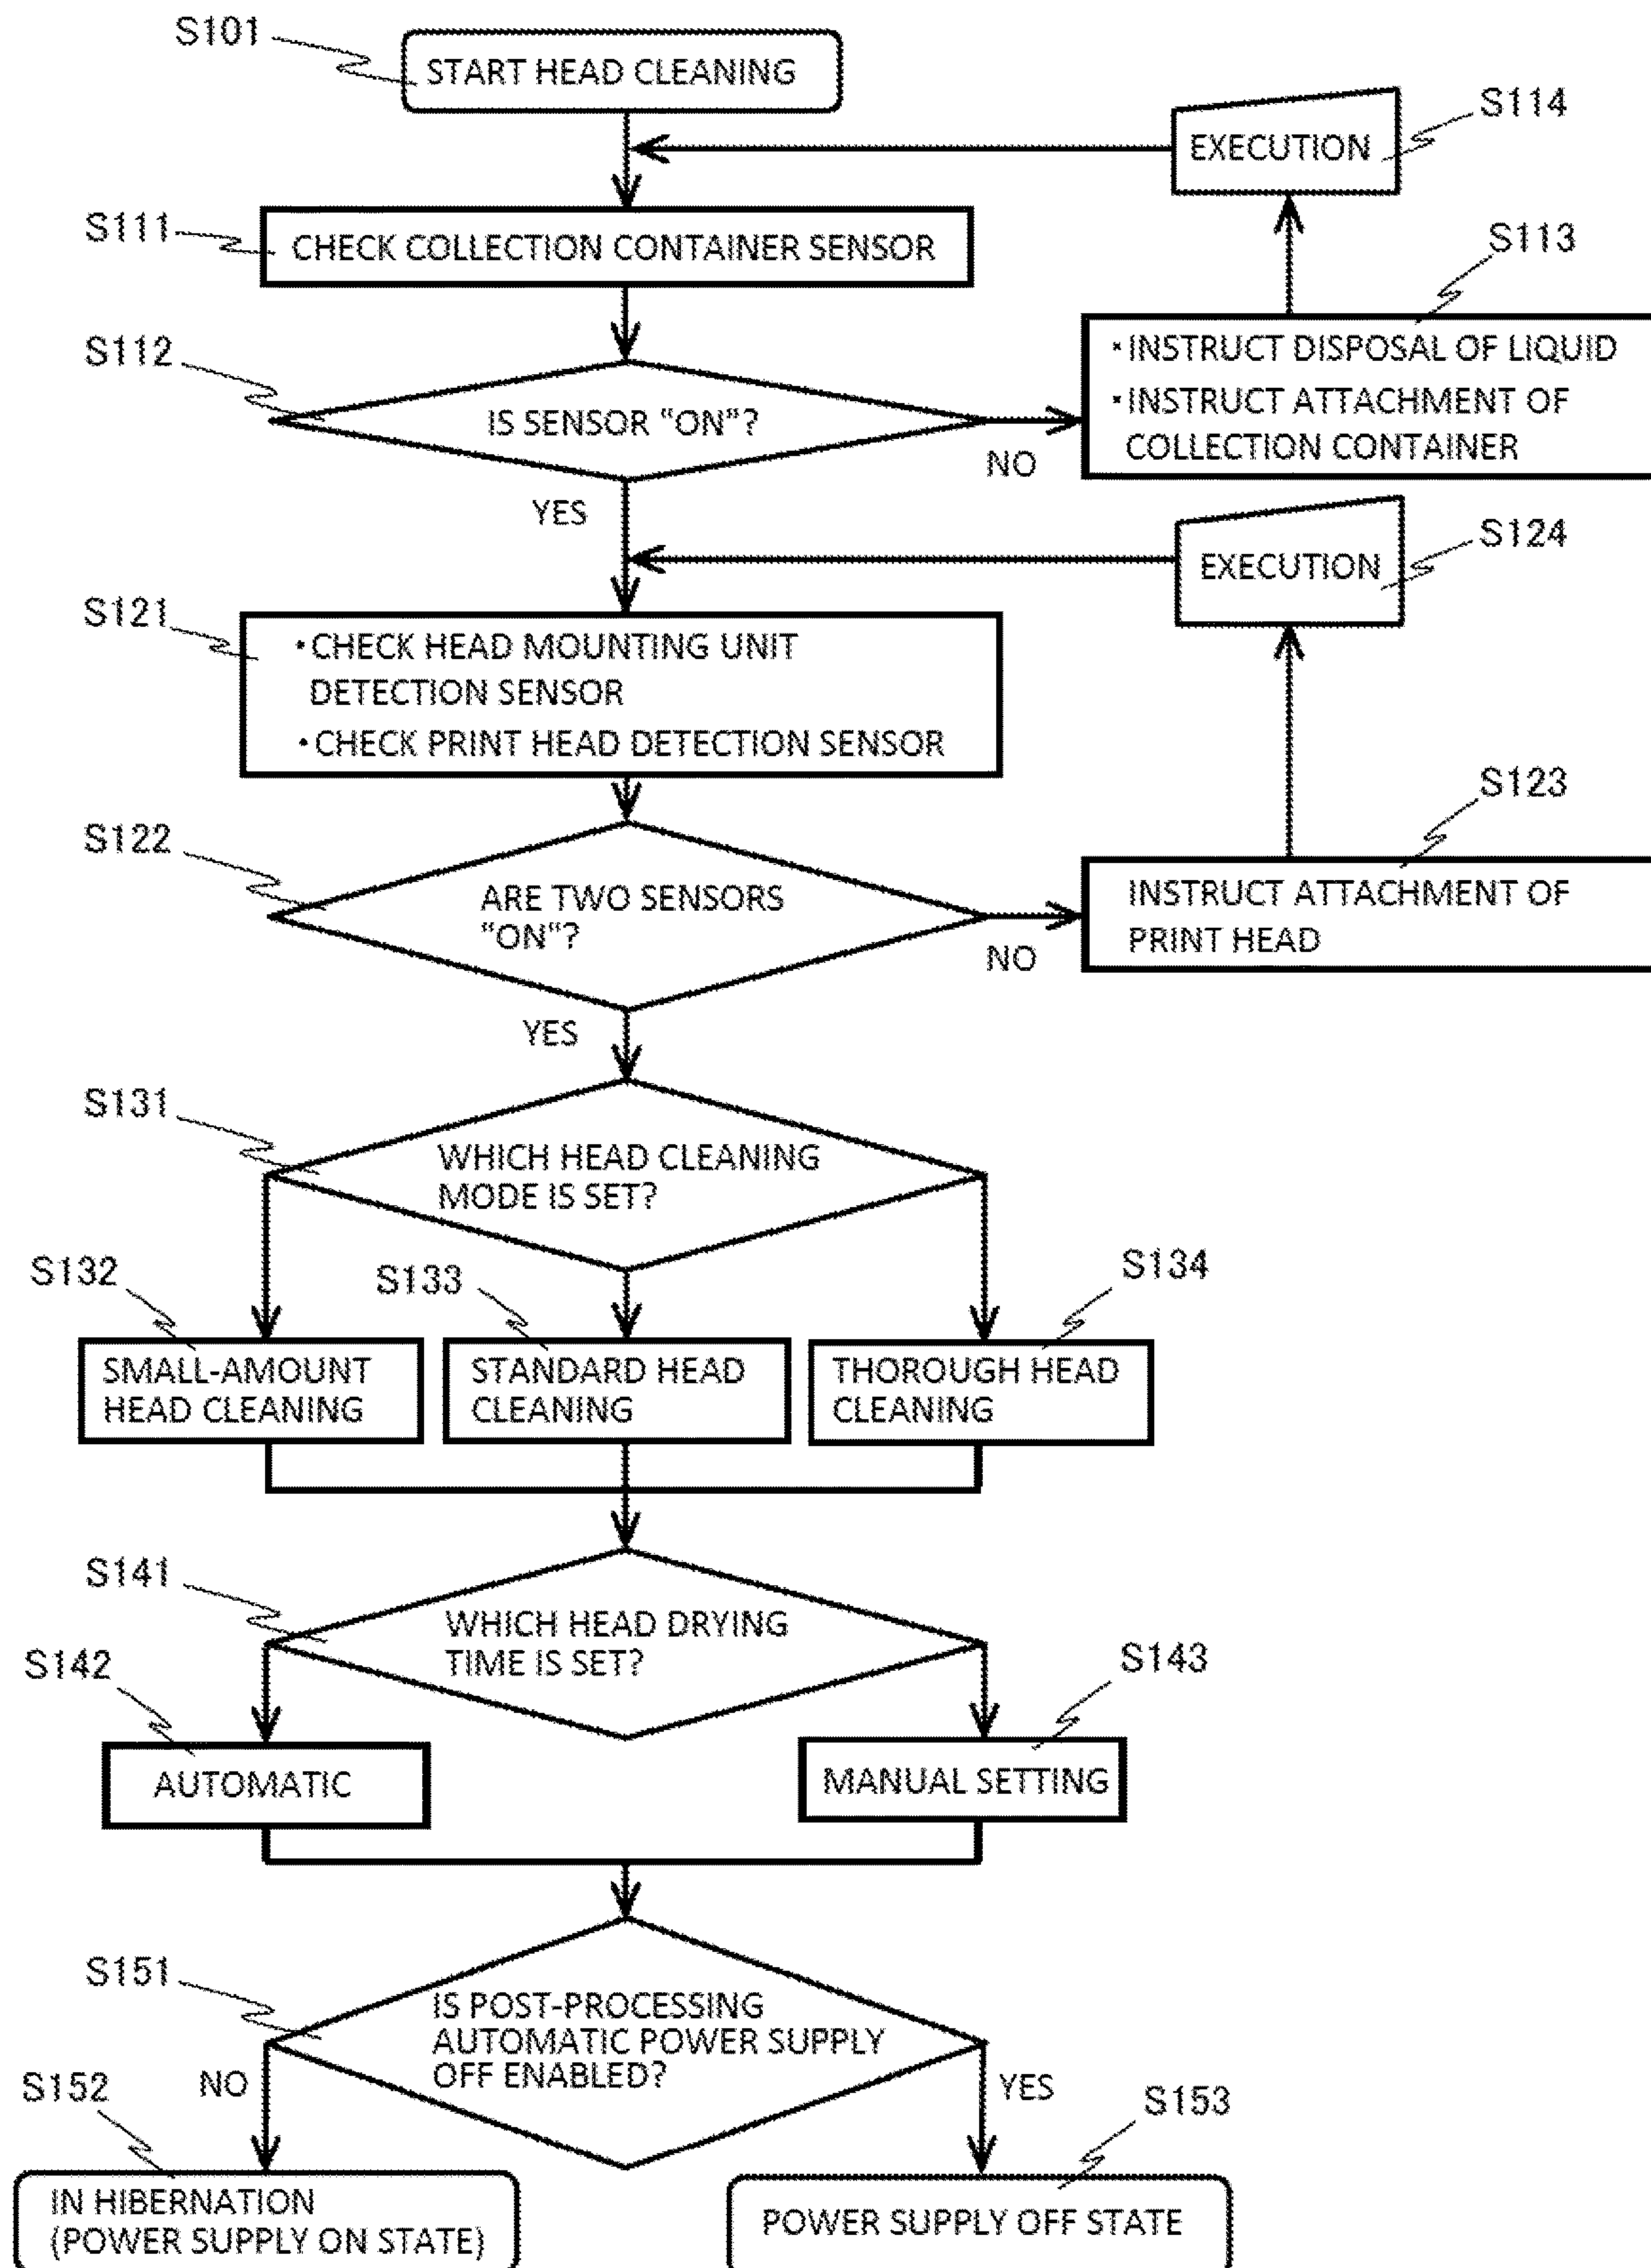 S101
START HEAD CLEANING
S114
EXECUTION
S111
CHECK COLLECTION CONTAINER SENSOR
S113
S112
IS SENSOR “ON”?
NO
• INSTRUCT DISPOSAL OF LIQUID
• INSTRUCT ATTACHMENT OF
COLLECTION CONTAINER
YES
S124
EXECUTION
S121
• CHECK HEAD MOUNTING UNIT
DETECTION SENSOR
• CHECK PRINT HEAD DETECTION SENSOR
S123
S122
ARE TWO SENSORS
“ON“?
NO
INSTRUCT ATTACHMENT OF
PRINT HEAD
YES
S131
WHICH HEAD CLEANING
MODE IS SET?
S132
S133
S134
SMALL-AMOUNT
HEAD CLEANING
STANDARD HEAD
CLEANING
THOROUGH HEAD
CLEANING
S141
WHICH HEAD DRYING
TIME IS SET?
S142
S143
AUTOMATIC
MANUAL SETTING
S151
IS POST-PROCESSING
AUTOMATIC POWER SUPPLY
OFF ENABLED?
NO
YES
S152
S153
IN HIBERNATION
(POWER SUPPLY ON STATE)
POWER SUPPLY OFF STATE